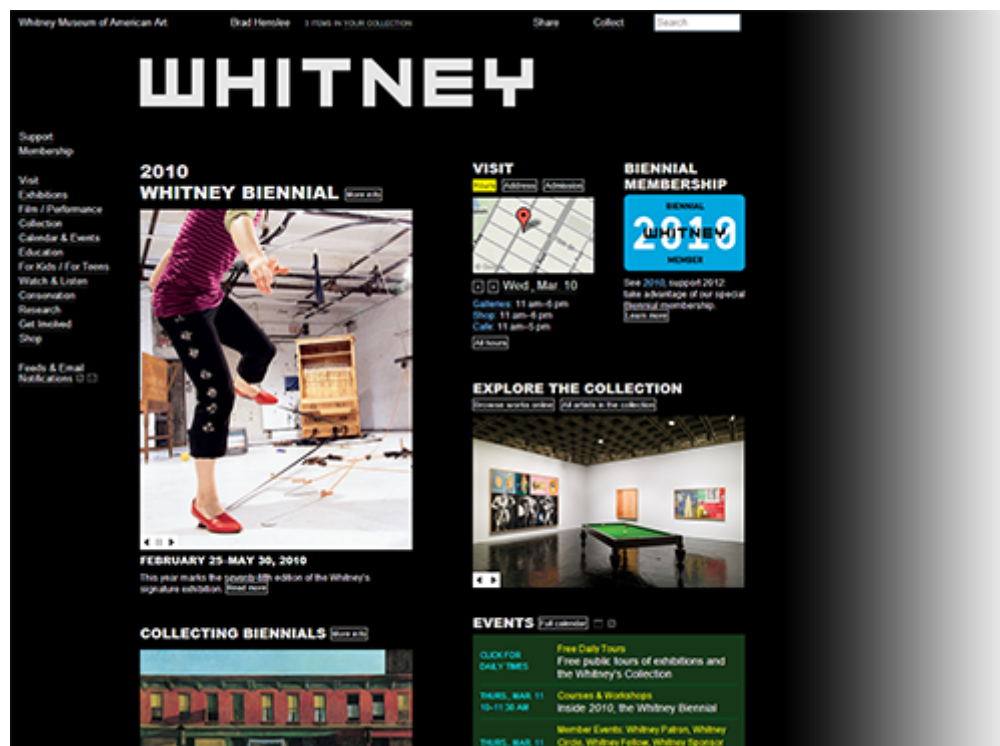 Whitney Museum of American Art
Brad Henslee
3 ITEMS IN YOUR COLLECTION
Share
Collect
Search
WHITNEY
Support
Membership
Visit
Exhibitions
Film / Performance
Collection
Calendar & Events
Education
For Kids / For Teens
Watch & Listen
Conservation
Research
Get Involved
Shop
Feeds & Email
Notifications
2010
WHITNEY BIENNIAL More info
FEBRUARY 25–MAY 30, 2010
This year marks the seventy-fifth edition of the Whitney's
signature exhibition. Read more
COLLECTING BIENNIALS More info
VISIT
Hours Address Admission
Wed., Mar. 10
Galleries: 11 am–6 pm
Shop: 11 am–6 pm
Cafe: 11 am–5 pm
All hours
BIENNIAL
MEMBERSHIP
BIENNIAL
2010
WHITNEY
MEMBER
See 2010, support 2012:
take advantage of our special
Biennial membership.
Learn more
EXPLORE THE COLLECTION
Browse works online All artists in the collection
EVENTS Full calendar
CLICK FOR
DAILY TIMES
Free Daily Tours
Free public tours of exhibitions and
the Whitney's Collection
THURS., MAR. 11
10–11:30 AM
Courses & Workshops
Inside 2010, the Whitney Biennial
THURS., MAR. 11
Member Events: Whitney Patron, Whitney
Circle, Whitney Fellow, Whitney Sponsor